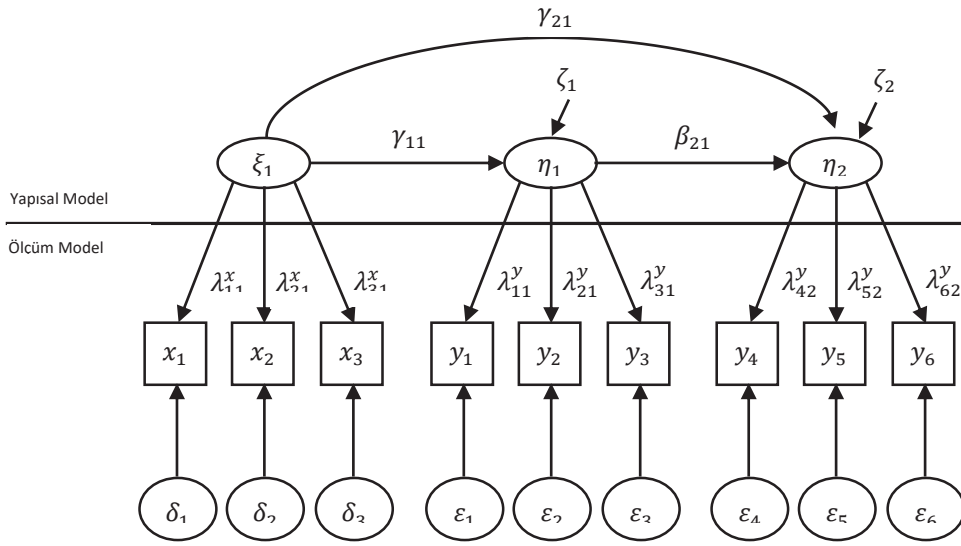 γ₂₁
ζ₁ ζ₂
γ₁₁ β₂₁
ξ₁ η₁ η₂
Yapısal Model
Ölçüm Model
λ₁₁ˣ λ₂₁ˣ λ₃₁ˣ λ₁₁ʸ λ₂₁ʸ λ₃₁ʸ λ₄₂ʸ λ₅₂ʸ λ₆₂ʸ
x₁ x₂ x₃ y₁ y₂ y₃ y₄ y₅ y₆
δ₁ δ₂ δ₃ ε₁ ε₂ ε₃ ε₄ ε₅ ε₆